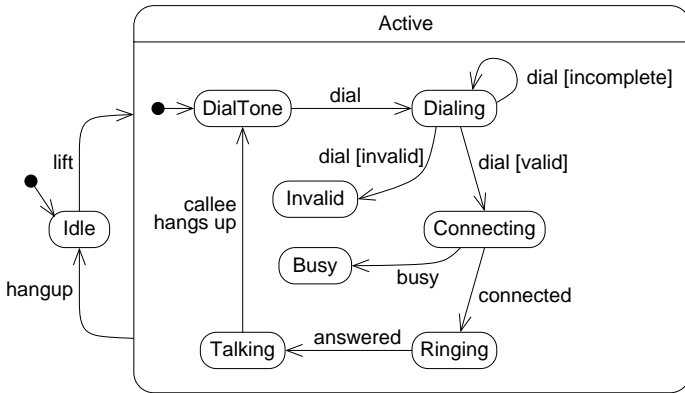 Active
DialTone
dial
Dialing
dial [incomplete]
lift
dial [invalid]
dial [valid]
Invalid
callee
hangs up
Idle
Connecting
Busy
busy
hangup
connected
Talking
answered
Ringing